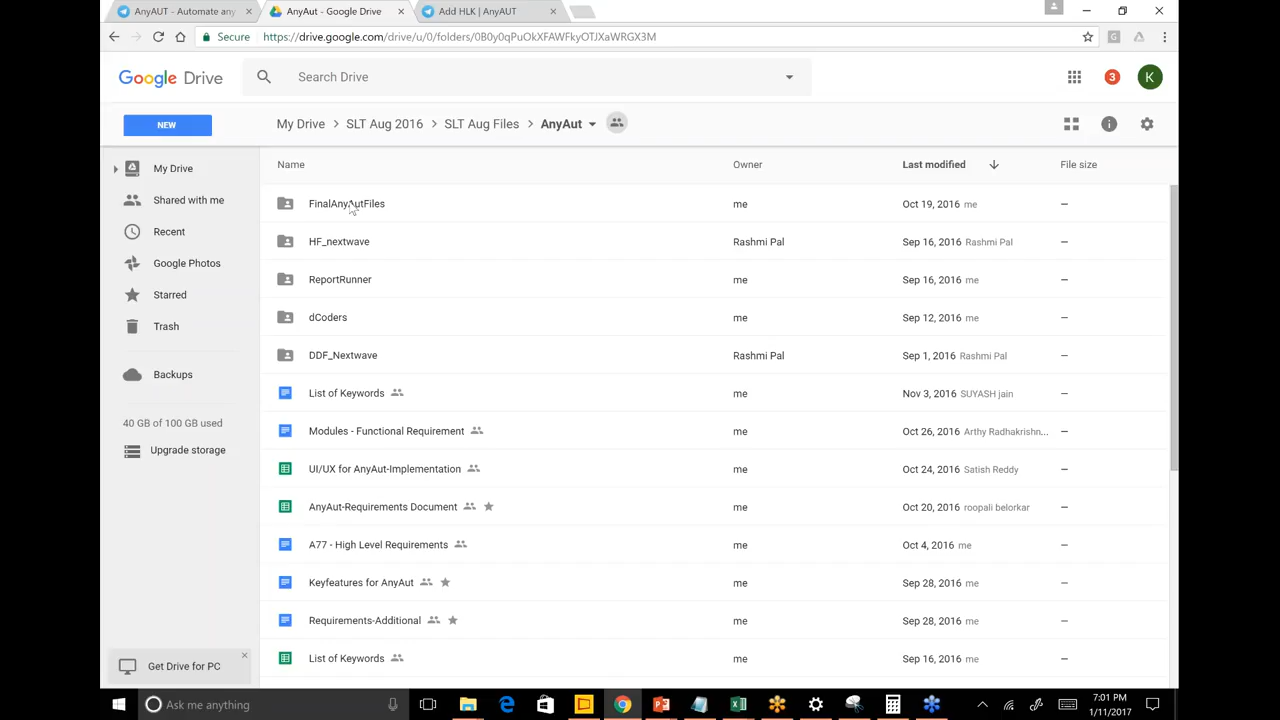 AnyAUT - Automate any
AnyAut - Google Drive
Add HLK | AnyAUT
Secure
https://drive.google.com/drive/u/0/folders/0B0y0qPuOkXFAWFkyOTJXaWRGX3M
Google Drive
Search Drive
3
K
NEW
My Drive
SLT Aug 2016
SLT Aug Files
AnyAut
My Drive
Shared with me
Recent
Google Photos
Starred
Trash
Backups
40 GB of 100 GB used
Upgrade storage
Get Drive for PC
Name Owner Last modified File size
FinalAnyAutFiles me Oct 19, 2016 me —
HF_nextwave Rashmi Pal Sep 16, 2016 Rashmi Pal —
ReportRunner me Sep 16, 2016 me —
dCoders me Sep 12, 2016 me —
DDF_Nextwave Rashmi Pal Sep 1, 2016 Rashmi Pal —
List of Keywords me Nov 3, 2016 SUYASH jain —
Modules - Functional Requirement me Oct 26, 2016 Arthy Radhakrishn... —
UI/UX for AnyAut-Implementation me Oct 24, 2016 Satish Reddy —
AnyAut-Requirements Document me Oct 20, 2016 roopali belorkar —
A77 - High Level Requirements me Oct 4, 2016 me —
Keyfeatures for AnyAut me Sep 28, 2016 me —
Requirements-Additional me Sep 28, 2016 me —
List of Keywords me Sep 16, 2016 me —
Ask me anything
7:01 PM
1/11/2017